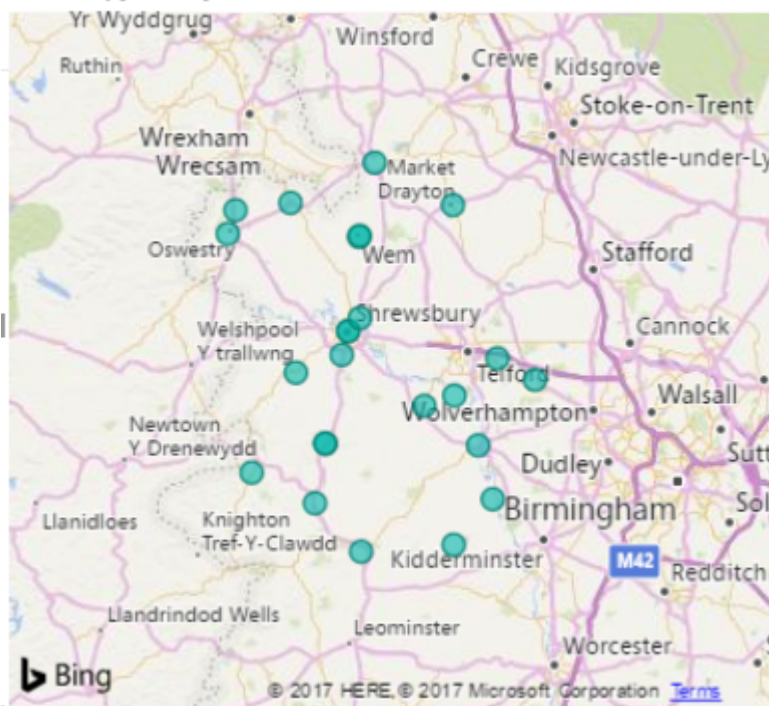 Yr Wyddgrug
Winsford
Crewe
Ruthin
Kidsgrove
Stoke-on-Trent
Wrexham
Wrecsam
Newcastle-under-Ly
Market
Drayton
Oswestry
Wem
Stafford
Shrewsbury
Welshpool
Y trallwng
Cannock
Telford
Walsall
Wolverhampton
Newtown
Y Drenewydd
Sutt
Dudley
Llanidloes
Knighton
Tref-Y-Clawdd
Birmingham
Sol
Kidderminster
M42
Redditch
Llandrindod Wells
Leominster
Worcester
Bing
© 2017 HERE, © 2017 Microsoft Corporation Terms